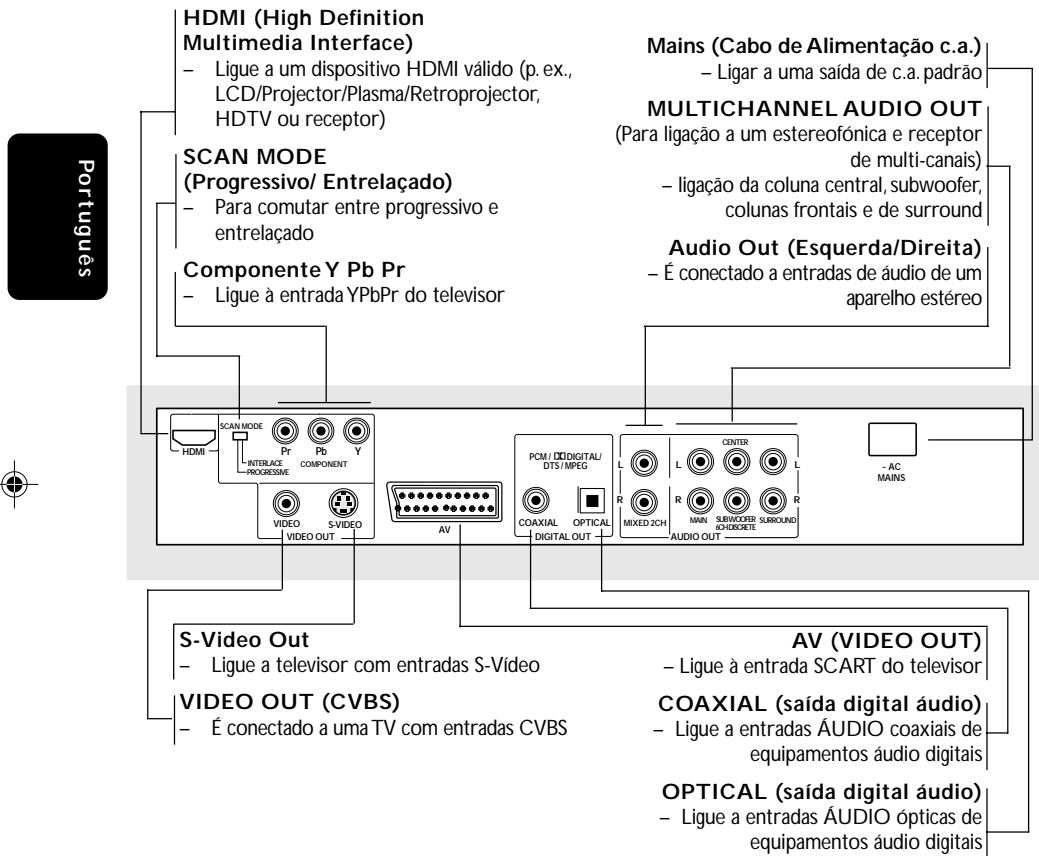 HDMI (High Definition
Multimedia Interface)
– Ligue a um dispositivo HDMI válido (p. ex.,
LCD/Projector/Plasma/Retroprojector,
HDTV ou receptor)
SCAN MODE
(Progressivo/ Entrelaçado)
– Para comutar entre progressivo e
entrelaçado
Componente Y Pb Pr
– Ligue à entrada YPbPr do televisor
Mains (Cabo de Alimentação c.a.)
– Ligar a uma saída de c.a. padrão
MULTICHANNEL AUDIO OUT
(Para ligação a um estereofónica e receptor
de multi-canais)
– ligação da coluna central, subwoofer,
colunas frontais e de surround
Audio Out (Esquerda/Direita)
– É conectado a entradas de áudio de um
aparelho estéreo
Português
HDMI
SCAN MODE
INTERLACE
PROGRESSIVE
Pr Pb Y
COMPONENT
VIDEO S-VIDEO
VIDEO OUT
AV
PCM / DIGITAL/
DTS / MPEG
COAXIAL OPTICAL
DIGITAL OUT
L L CENTER L
R R R
MIXED 2CH MAIN SUBWOOFER SURROUND
6CH DISCRETE
AUDIO OUT
~ AC
MAINS
S-Video Out
– Ligue a televisor com entradas S-Vídeo
VIDEO OUT (CVBS)
– É conectado a uma TV com entradas CVBS
AV (VIDEO OUT)
– Ligue à entrada SCART do televisor
COAXIAL (saída digital áudio)
– Ligue a entradas ÁUDIO coaxiais de
equipamentos áudio digitais
OPTICAL (saída digital áudio)
– Ligue a entradas ÁUDIO ópticas de
equipamentos áudio digitais